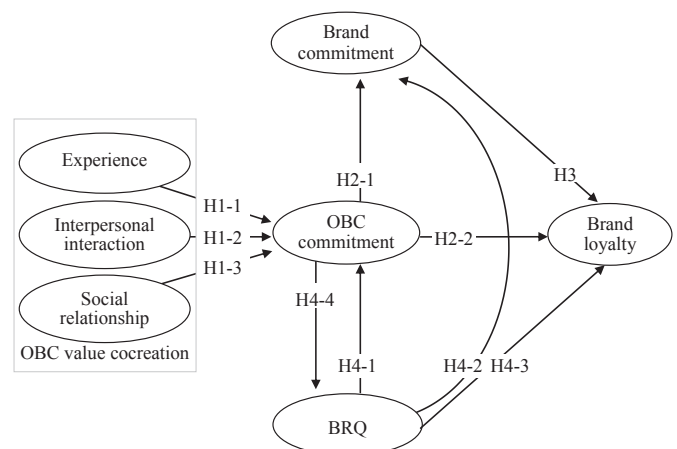 Brand
commitment
Experience
H1-1
H2-1
H3
Interpersonal
interaction
H1-2
OBC
commitment
H2-2
Brand
loyalty
H1-3
Social
relationship
H4-4
OBC value cocreation
H4-1
H4-2
H4-3
BRQ